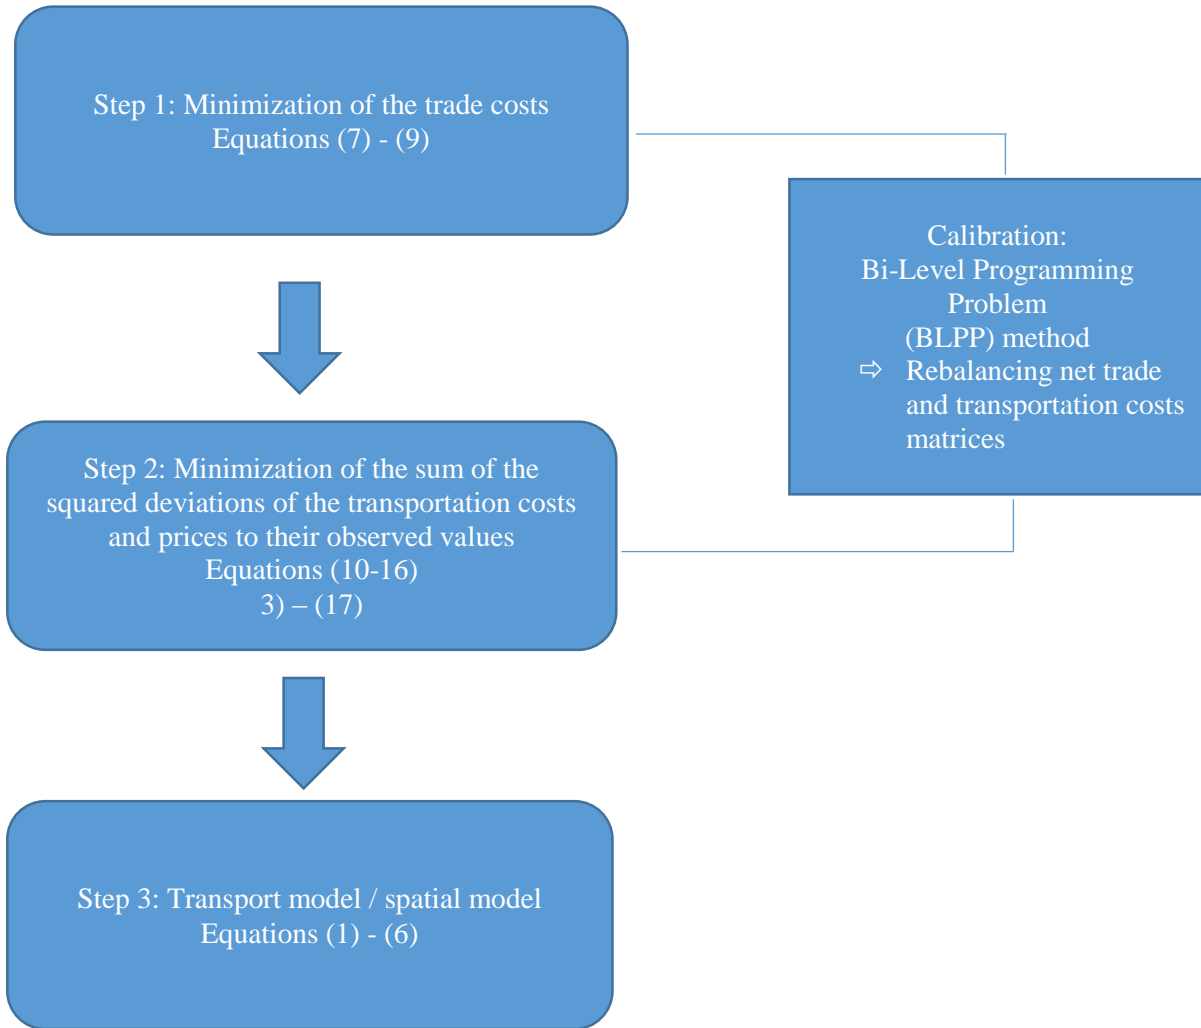 Step 1: Minimization of the trade costs
Equations (7) - (9)
Calibration:
Bi-Level Programming
Problem
(BLPP) method
⇨ Rebalancing net trade
and transportation costs
matrices
Step 2: Minimization of the sum of the
squared deviations of the transportation costs
and prices to their observed values
Equations (10-16)
3) – (17)
Step 3: Transport model / spatial model
Equations (1) - (6)